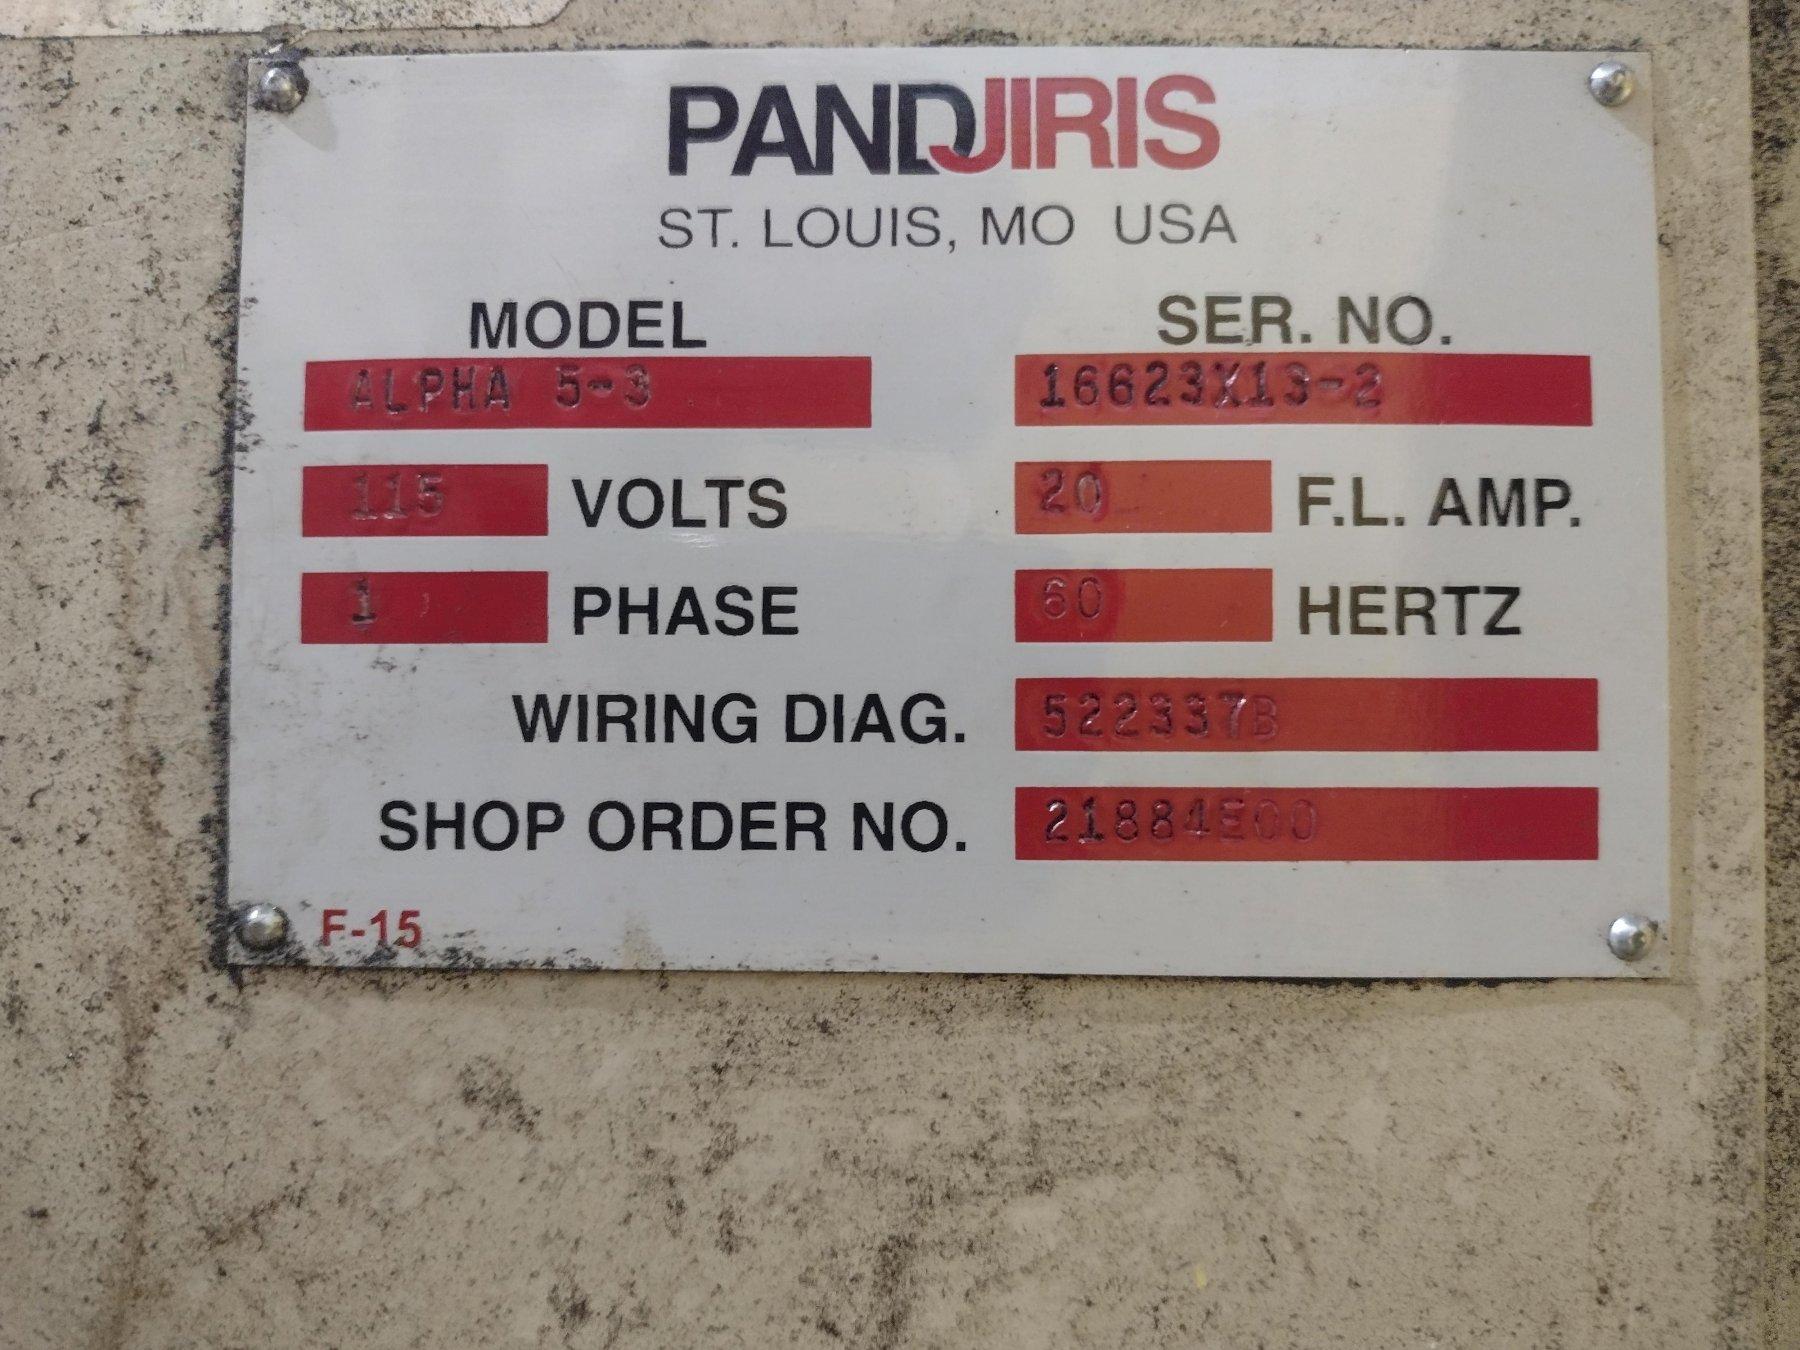 PANDJIRIS
ST. LOUIS, MO USA
MODEL SER. NO.
ALPHA 5-3 16623X13-2
115 VOLTS 20 F.L. AMP.
1 PHASE 60 HERTZ
WIRING DIAG. 522337B
SHOP ORDER NO. 21884E00
F-15